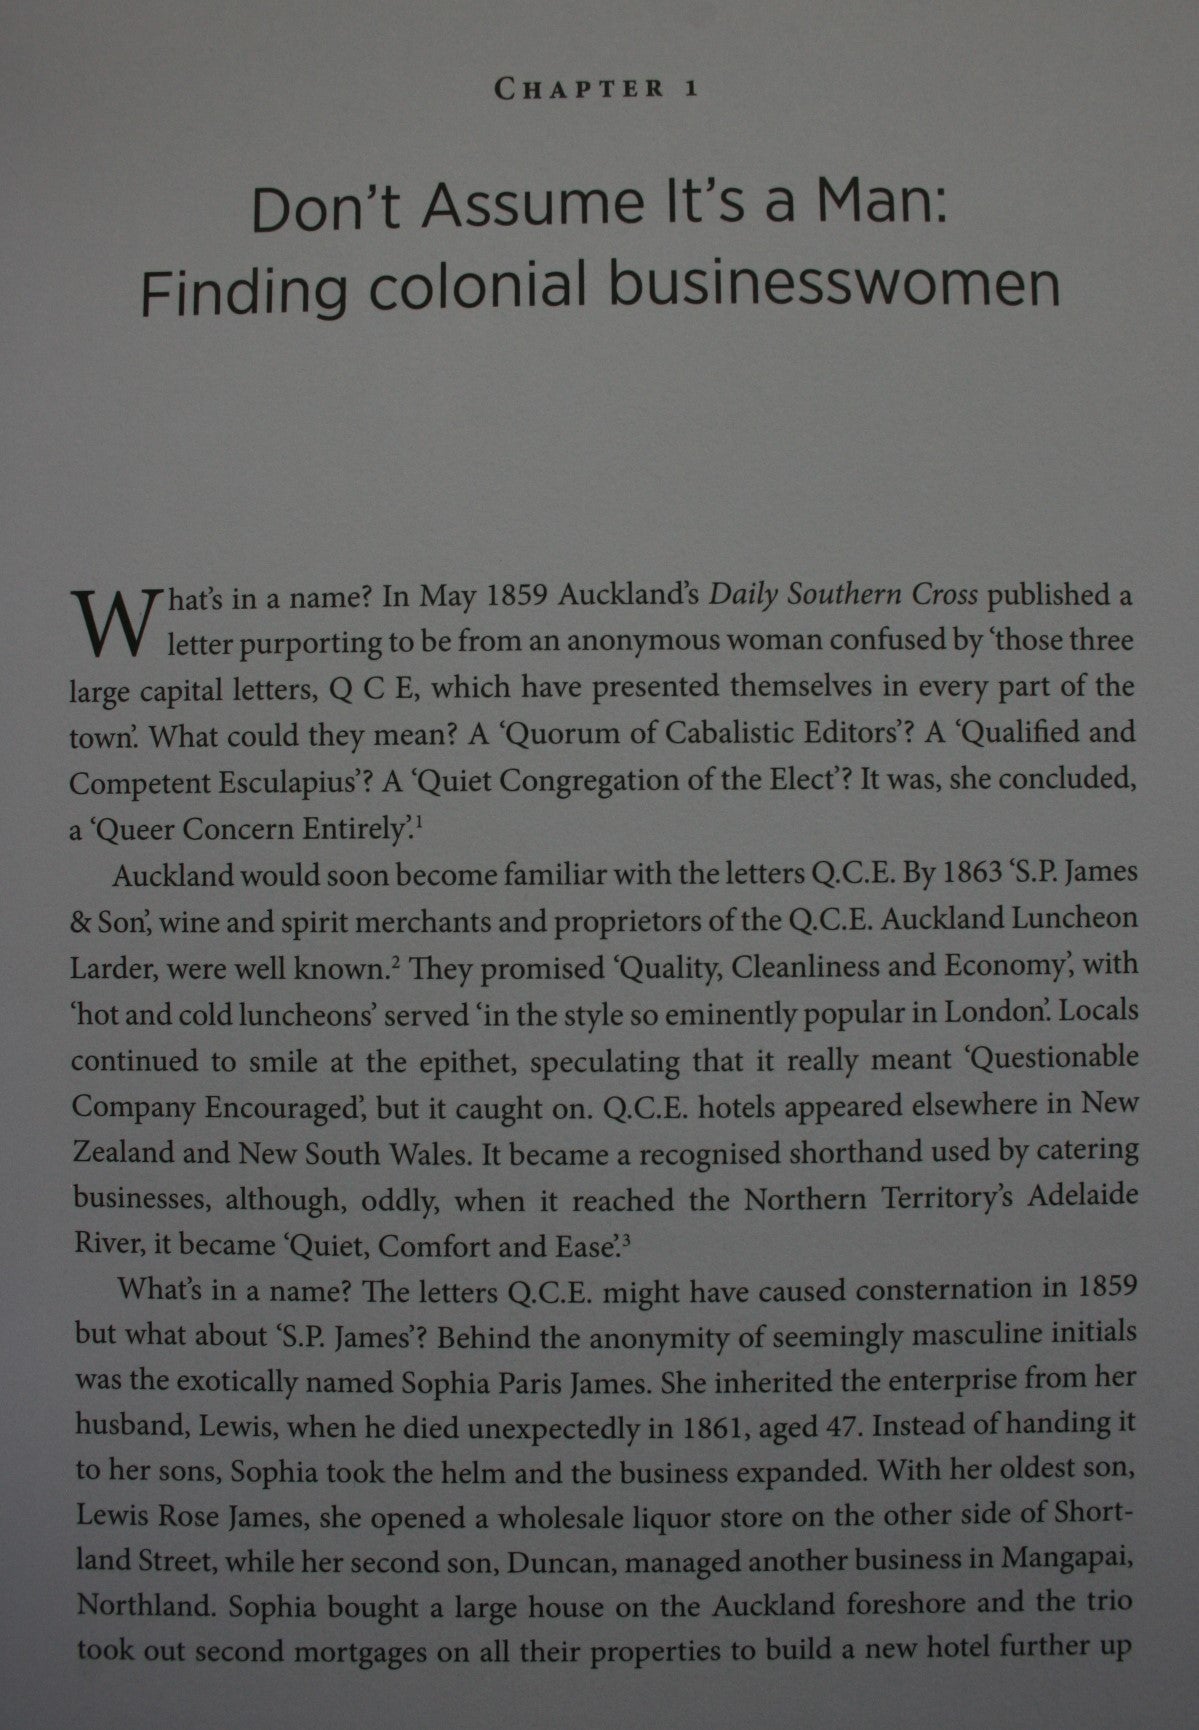 CHAPTER 1
Don’t Assume It’s a Man:
Finding colonial businesswomen
What’s in a name? In May 1859 Auckland’s Daily Southern Cross published a
letter purporting to be from an anonymous woman confused by ‘those three
large capital letters, Q C E, which have presented themselves in every part of the
town’. What could they mean? A ‘Quorum of Cabalistic Editors’? A ‘Qualified and
Competent Esculapius’? A ‘Quiet Congregation of the Elect’? It was, she concluded,
a ‘Queer Concern Entirely’.¹
Auckland would soon become familiar with the letters Q.C.E. By 1863 ‘S.P. James
& Son’, wine and spirit merchants and proprietors of the Q.C.E. Auckland Luncheon
Larder, were well known.² They promised ‘Quality, Cleanliness and Economy’, with
‘hot and cold luncheons’ served ‘in the style so eminently popular in London’. Locals
continued to smile at the epithet, speculating that it really meant ‘Questionable
Company Encouraged’, but it caught on. Q.C.E. hotels appeared elsewhere in New
Zealand and New South Wales. It became a recognised shorthand used by catering
businesses, although, oddly, when it reached the Northern Territory’s Adelaide
River, it became ‘Quiet, Comfort and Ease’.³
What’s in a name? The letters Q.C.E. might have caused consternation in 1859
but what about ‘S.P. James’? Behind the anonymity of seemingly masculine initials
was the exotically named Sophia Paris James. She inherited the enterprise from her
husband, Lewis, when he died unexpectedly in 1861, aged 47. Instead of handing it
to her sons, Sophia took the helm and the business expanded. With her oldest son,
Lewis Rose James, she opened a wholesale liquor store on the other side of Short-
land Street, while her second son, Duncan, managed another business in Mangapai,
Northland. Sophia bought a large house on the Auckland foreshore and the trio
took out second mortgages on all their properties to build a new hotel further up